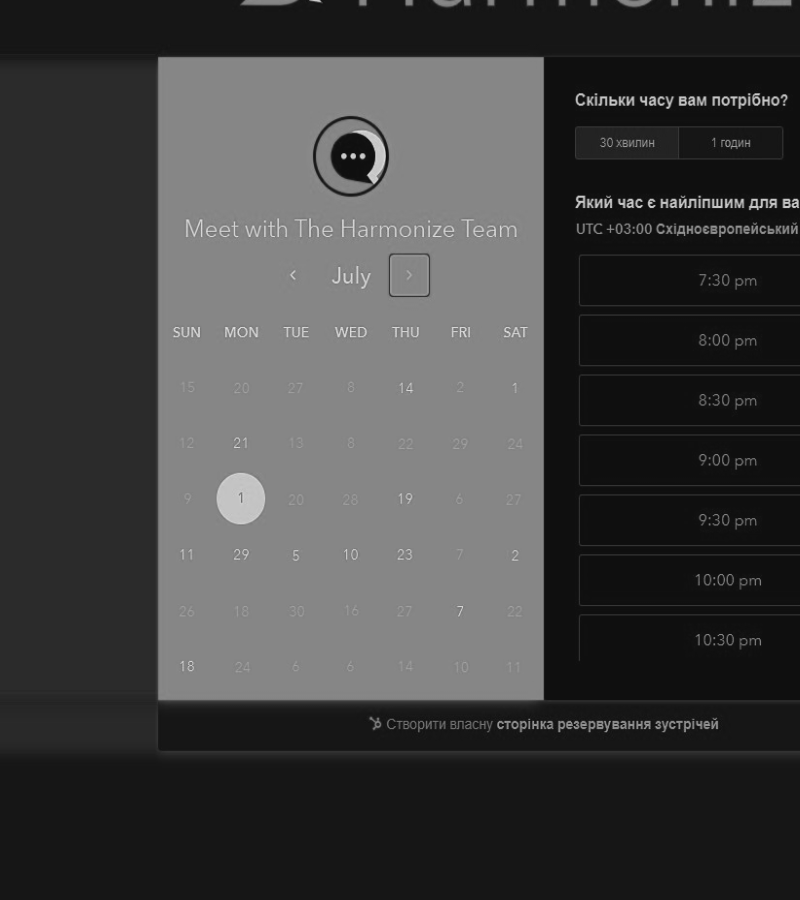 Harmoniz
Meet with The Harmonize Team
July
SUN MON TUE WED THU FRI SAT
15 20 27 8 14 2 1
12 21 13 8 22 29 24
9 1 20 28 19 6 27
11 29 5 10 23 7 2
26 18 30 16 27 7 22
18 24 6 6 14 10 11
Скільки часу вам потрібно?
30 хвилин 1 годин
Який час є найліпшим для ва
UTC +03:00 Східноєвропейський
7:30 pm
8:00 pm
8:30 pm
9:00 pm
9:30 pm
10:00 pm
10:30 pm
Створити власну сторінка резервування зустрічей